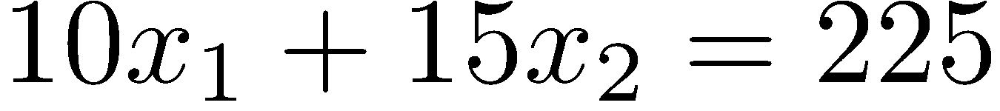 10x₁ + 15x₂ = 225